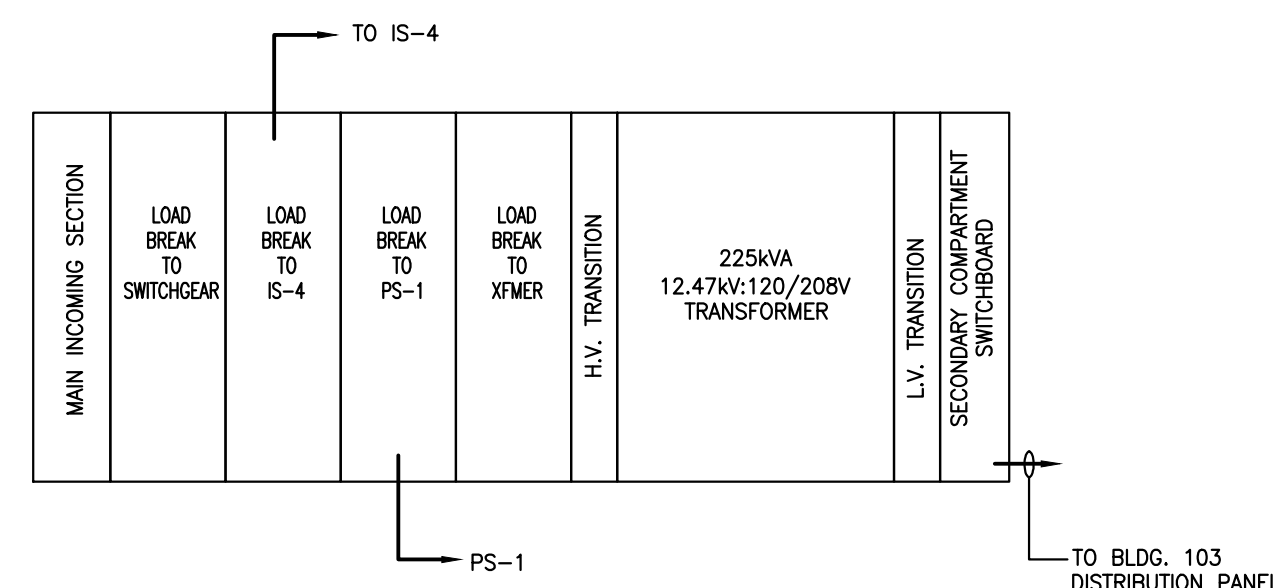 TO IS-4
MAIN INCOMING SECTION
LOAD
BREAK
TO
SWITCHGEAR
LOAD
BREAK
TO
IS-4
LOAD
BREAK
TO
PS-1
LOAD
BREAK
TO
XFMER
H.V. TRANSITION
225kVA
12.47kV:120/208V
TRANSFORMER
L.V. TRANSITION
SECONDARY COMPARTMENT
SWITCHBOARD
PS-1
TO BLDG. 103
DISTRIBUTION PANEL